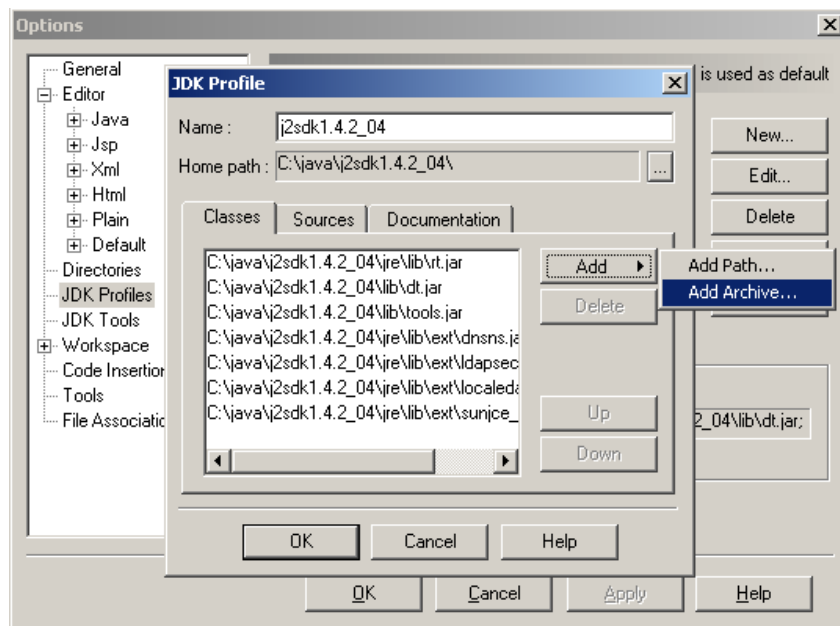 Options
General
Editor
Java
Jsp
Xml
Html
Plain
Default
Directories
JDK Profiles
JDK Tools
Workspace
Code Insertion
Tools
File Associatio
is used as default
New...
Edit...
Delete
2_04\lib\dt.jar;
JDK Profile
Name :
j2sdk1.4.2_04
Home path :
C:\java\j2sdk1.4.2_04\
...
Classes
Sources
Documentation
C:\java\j2sdk1.4.2_04\jre\lib\rt.jar
C:\java\j2sdk1.4.2_04\lib\dt.jar
C:\java\j2sdk1.4.2_04\lib\tools.jar
C:\java\j2sdk1.4.2_04\jre\lib\ext\dnsns.ja
C:\java\j2sdk1.4.2_04\jre\lib\ext\ldapsec
C:\java\j2sdk1.4.2_04\jre\lib\ext\localeda
C:\java\j2sdk1.4.2_04\jre\lib\ext\sunjce_
Add
Delete
Up
Down
Add Path...
Add Archive...
OK
Cancel
Help
OK
Cancel
Apply
Help